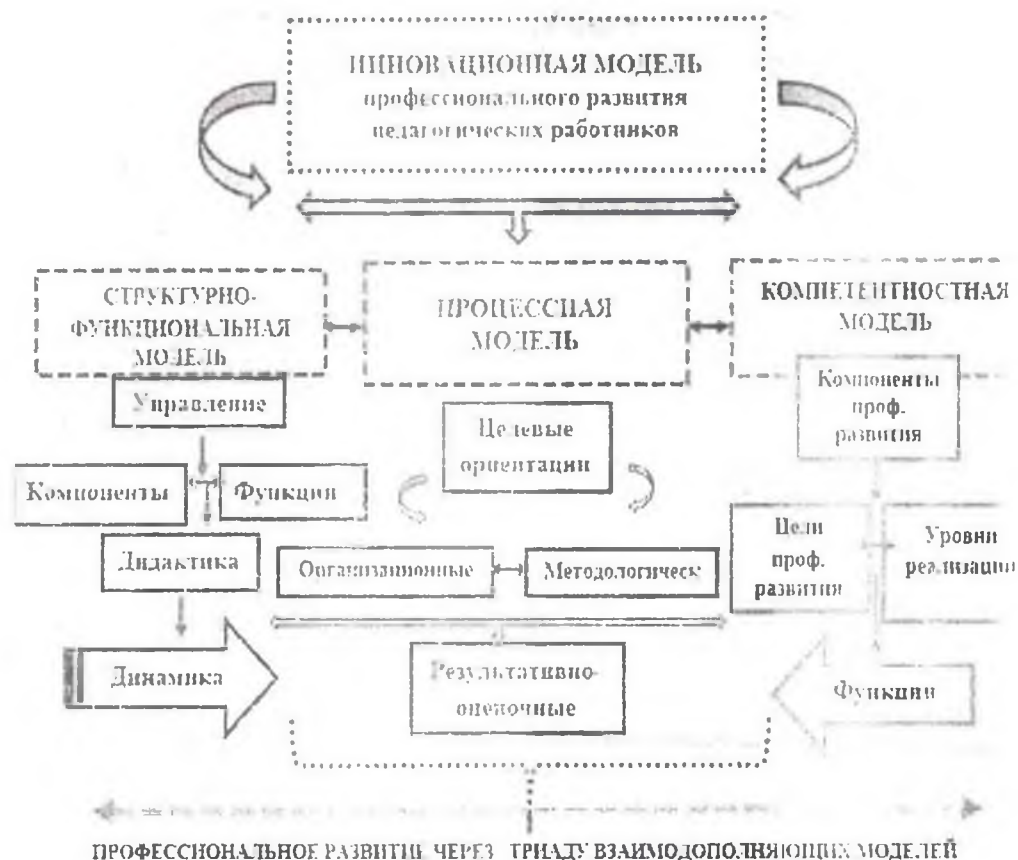 ИННОВАЦИОННАЯ МОДЕЛЬ
профессионального развития
педагогических работников
СТРУКТУРНО-
ФУНКЦИОНАЛЬНАЯ
МОДЕЛЬ
ПРОЦЕССНАЯ
МОДЕЛЬ
КОМПЕТЕНТНОСТНАЯ
МОДЕЛЬ
Управление
Компоненты
Функции
Дидактика
Динамика
Целевые
ориентации
Организационные
Методологическ
Результативно-
оценочные
Компоненты
проф.
развития
Цели
проф.
развития
Уровни
реализации
Функции
ПРОФЕССИОНАЛЬНОЕ РАЗВИТИЕ ЧЕРЕЗ ТРИАДУ ВЗАИМОДОПОЛНЯЮЩИХ МОДЕЛЕЙ